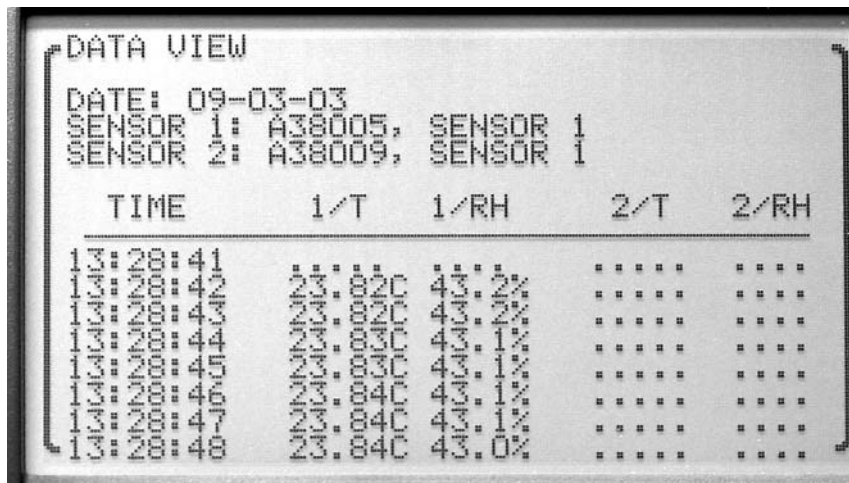 DATA VIEW
DATE: 09-03-03
SENSOR 1: A38005, SENSOR 1
SENSOR 2: A38009, SENSOR 1
TIME 1/T 1/RH 2/T 2/RH
13:28:41 ..... .... ..... ....
13:28:42 23.82C 43.2% ..... ....
13:28:43 23.82C 43.2% ..... ....
13:28:44 23.83C 43.1% ..... ....
13:28:45 23.83C 43.1% ..... ....
13:28:46 23.84C 43.1% ..... ....
13:28:47 23.84C 43.1% ..... ....
13:28:48 23.84C 43.0% ..... ....